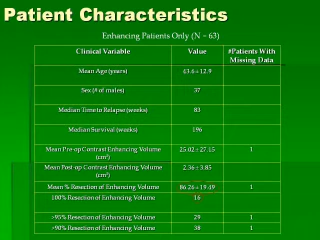 Patient Characteristics
Enhancing Patients Only (N – 63)
Clinical Variable Value #Patients With Missing Data
Mean Age (years) 43.6±12.9
Sex (# of males) 37
Median Time to Relapse (weeks) 83
Median Survival (weeks) 196
Mean Pre-op Contrast Enhancing Volume (cm³) 25.02±27.15 1
Mean Post-op Contrast Enhancing Volume (cm³) 2.36±3.85
Mean % Resection of Enhancing Volume 86.26±19.49 1
100% Resection of Enhancing Volume 16
>95% Resection of Enhancing Volume 29 1
>90% Resection of Enhancing Volume 38 1